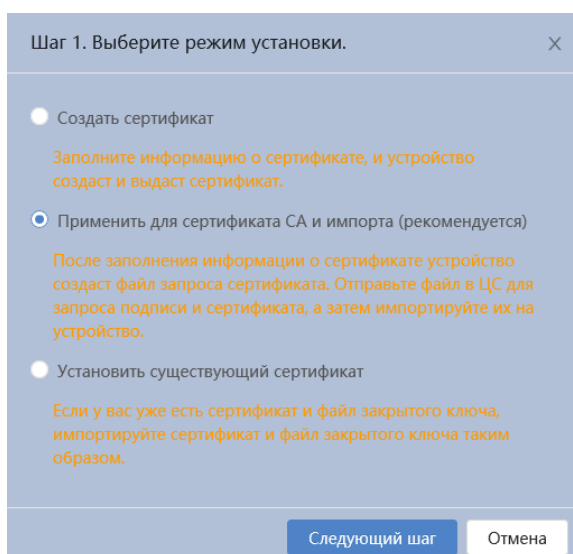 Шаг 1. Выберите режим установки.
Создать сертификат
Заполните информацию о сертификате, и устройство
создаст и выдаст сертификат.
Применить для сертификата CA и импорта (рекомендуется)
После заполнения информации о сертификате устройство
создаст файл запроса сертификата. Отправьте файл в ЦС для
запроса подписи и сертификата, а затем импортируйте их на
устройство.
Установить существующий сертификат
Если у вас уже есть сертификат и файл закрытого ключа,
импортируйте сертификат и файл закрытого ключа таким
образом.
Следующий шаг
Отмена